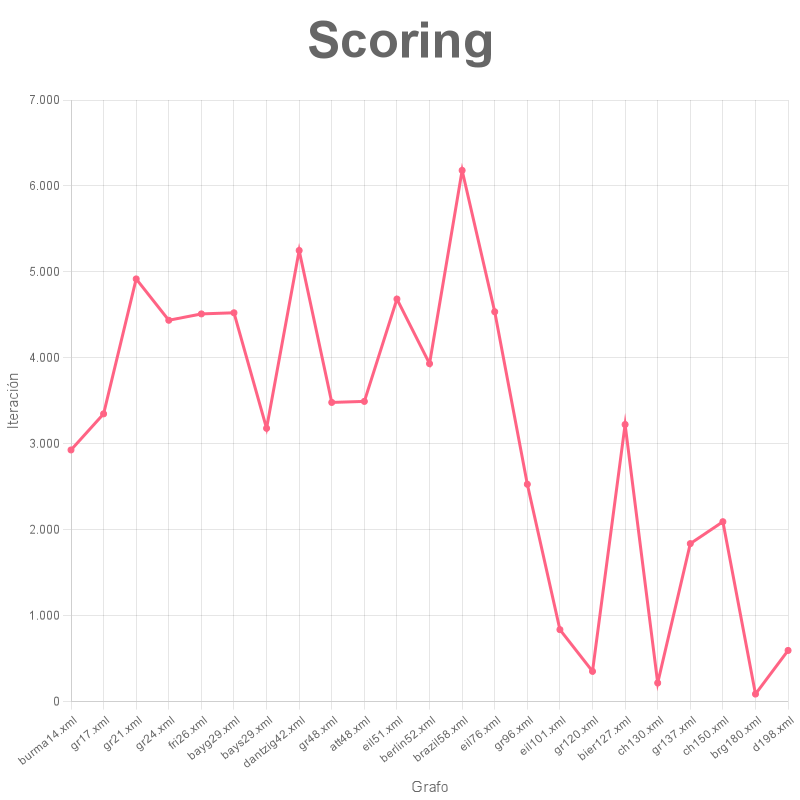 Scoring
7.000
6.000
5.000
4.000
3.000
2.000
1.000
0
Iteración
burma14.xml
gr17.xml
gr21.xml
gr24.xml
fri26.xml
bayg29.xml
bays29.xml
dantzig42.xml
gr48.xml
att48.xml
eil51.xml
berlin52.xml
brazil58.xml
eil76.xml
gr96.xml
eil101.xml
gr120.xml
bier127.xml
ch130.xml
gr137.xml
ch150.xml
brg180.xml
d198.xml
Grafo